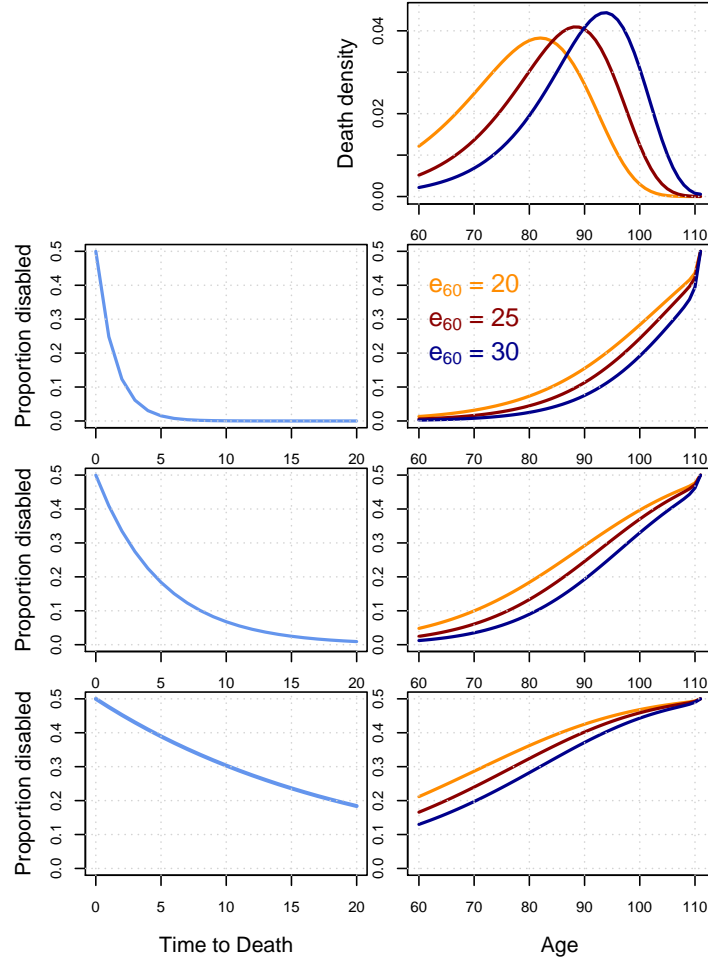 Death density
0.00 0.02 0.04
60 70 80 90 100 110
Proportion disabled
0.0 0.1 0.2 0.3 0.4 0.5
0 5 10 15 20
0.0 0.1 0.2 0.3 0.4 0.5
e60 = 20
e60 = 25
e60 = 30
60 70 80 90 100 110
Proportion disabled
0.0 0.1 0.2 0.3 0.4 0.5
0 5 10 15 20
0.0 0.1 0.2 0.3 0.4 0.5
60 70 80 90 100 110
Proportion disabled
0.0 0.1 0.2 0.3 0.4 0.5
0 5 10 15 20
0.0 0.1 0.2 0.3 0.4 0.5
60 70 80 90 100 110
Time to Death
Age